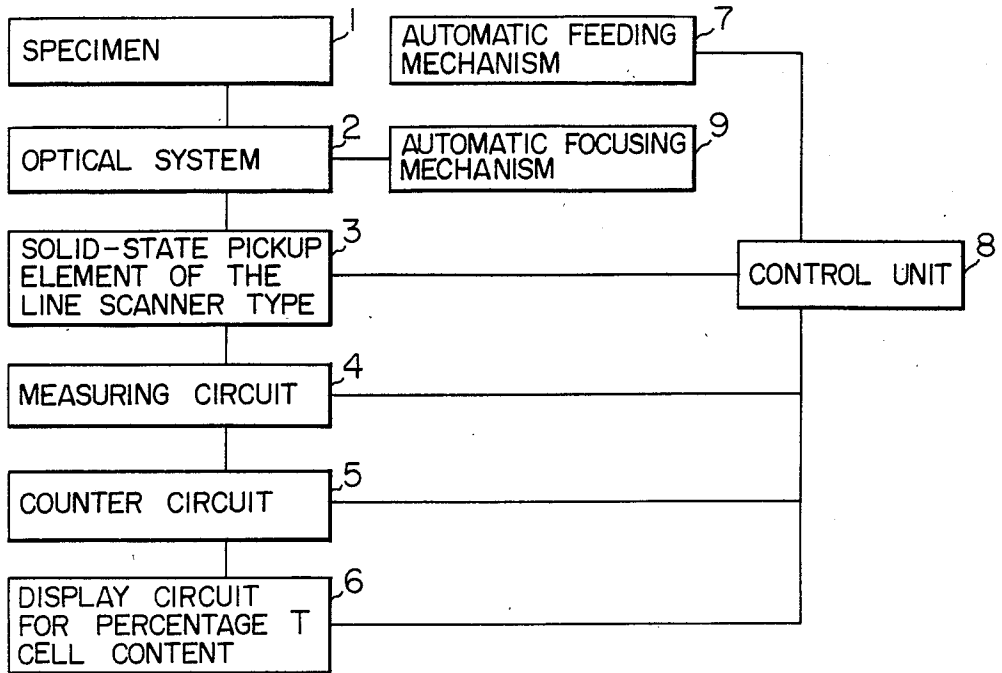 1
SPECIMEN
7
AUTOMATIC FEEDING
MECHANISM
2
OPTICAL SYSTEM
9
AUTOMATIC FOCUSING
MECHANISM
3
SOLID-STATE PICKUP
ELEMENT OF THE
LINE SCANNER TYPE
8
CONTROL UNIT
4
MEASURING CIRCUIT
5
COUNTER CIRCUIT
6
DISPLAY CIRCUIT
FOR PERCENTAGE T
CELL CONTENT